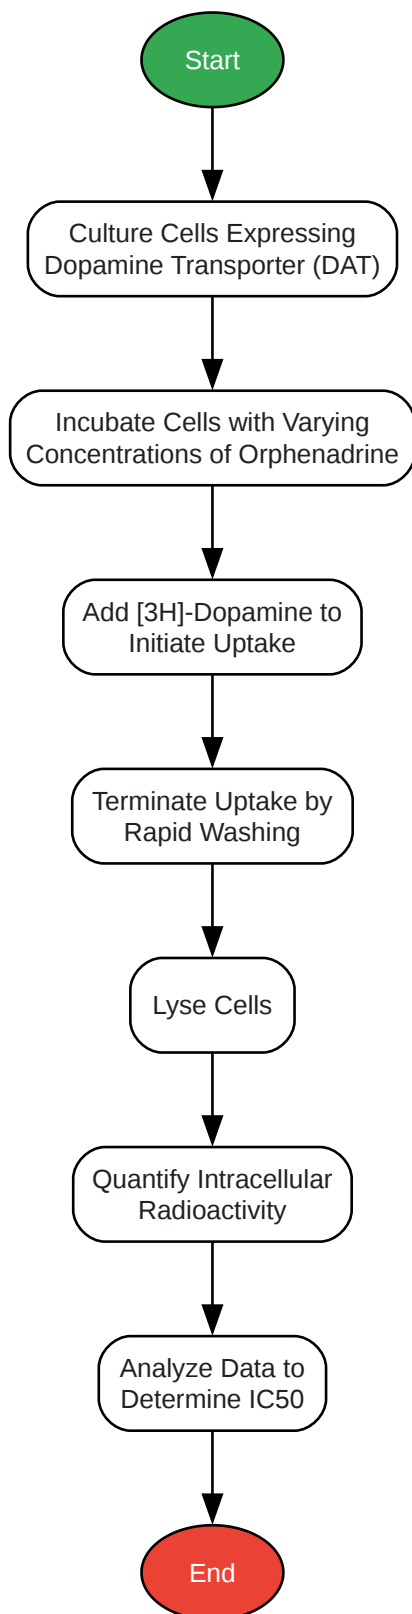 Start
Culture Cells Expressing
Dopamine Transporter (DAT)
Incubate Cells with Varying
Concentrations of Orphenadrine
Add [3H]-Dopamine to
Initiate Uptake
Terminate Uptake by
Rapid Washing
Lyse Cells
Quantify Intracellular
Radioactivity
Analyze Data to
Determine IC50
End